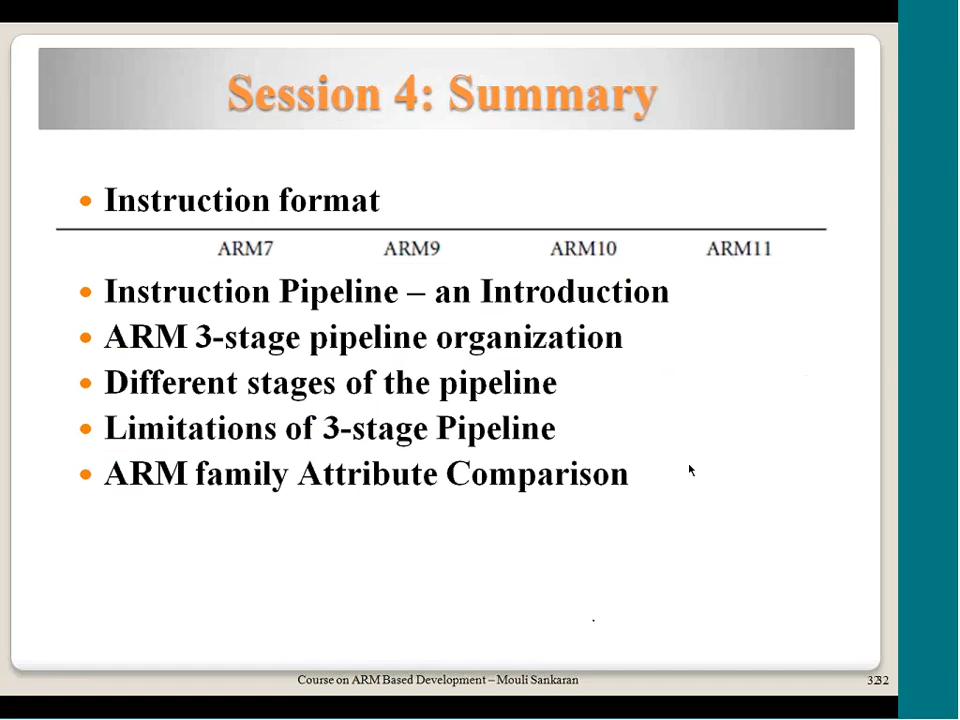 Session 4: Summary
Instruction format
ARM7 ARM9 ARM10 ARM11
Instruction Pipeline – an Introduction
ARM 3-stage pipeline organization
Different stages of the pipeline
Limitations of 3-stage Pipeline
ARM family Attribute Comparison
Course on ARM Based Development – Mouli Sankaran